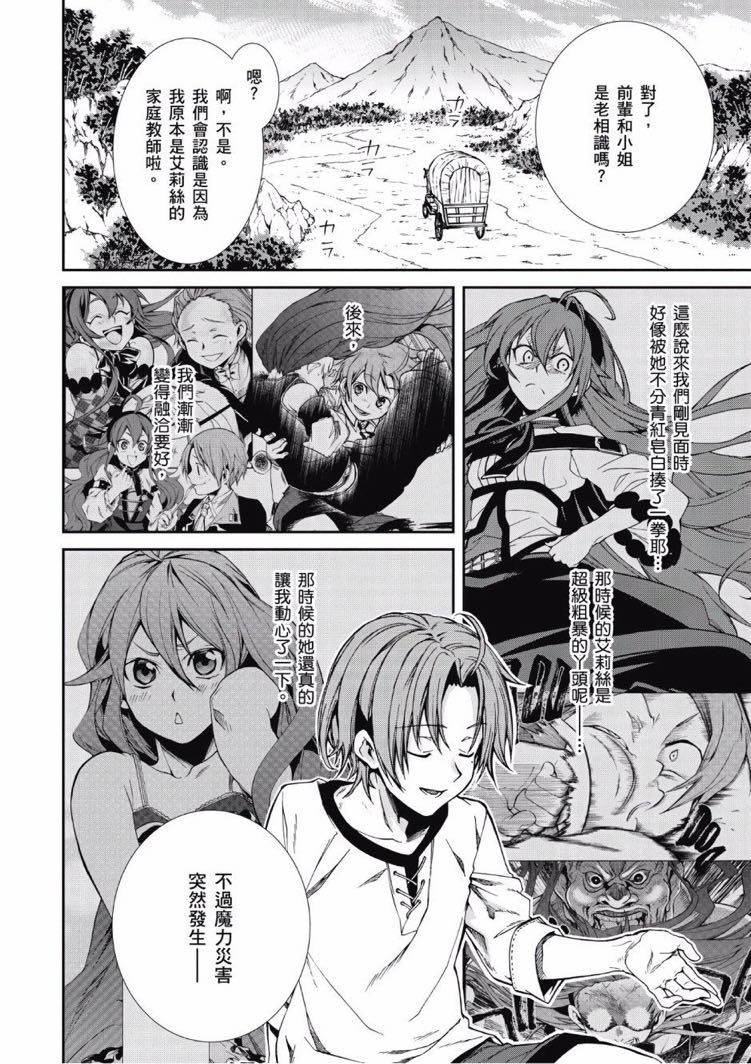 對了，
前輩和小姐
是老相識嗎？
嗯？
啊，不是。
我們會認識是因為
我原本是艾莉絲的
家庭教師啦。
カラ
カラ
這麼說來我們剛見面時
好像被她不分青紅皂白揍了一拳耶…
那時候的艾莉絲是
超級粗暴的丫頭呢—…
後來，
我們漸漸
變得融洽要好，
那時候的她還真的
讓我動心了一下。
不過魔力災害
突然發生——